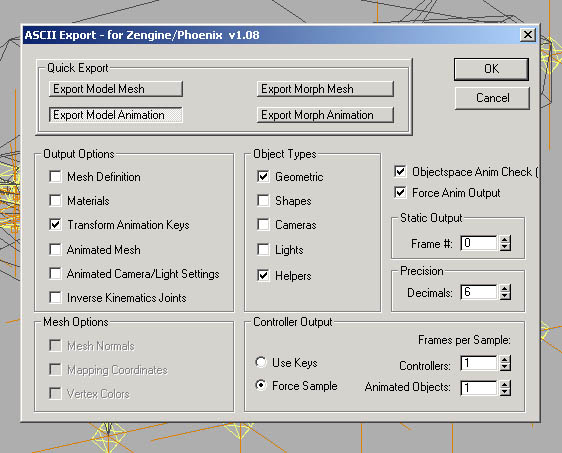 ASCII Export - for Zengine/Phoenix v1.08
Quick Export
Export Model Mesh
Export Morph Mesh
Export Model Animation
Export Morph Animation
OK
Cancel
Output Options
Mesh Definition
Materials
Transform Animation Keys
Animated Mesh
Animated Camera/Light Settings
Inverse Kinematics Joints
Object Types
Geometric
Shapes
Cameras
Lights
Helpers
Objectspace Anim Check (
Force Anim Output
Static Output
Frame #: 0
Precision
Decimals: 6
Mesh Options
Mesh Normals
Mapping Coordinates
Vertex Colors
Controller Output
Use Keys
Force Sample
Frames per Sample:
Controllers: 1
Animated Objects: 1